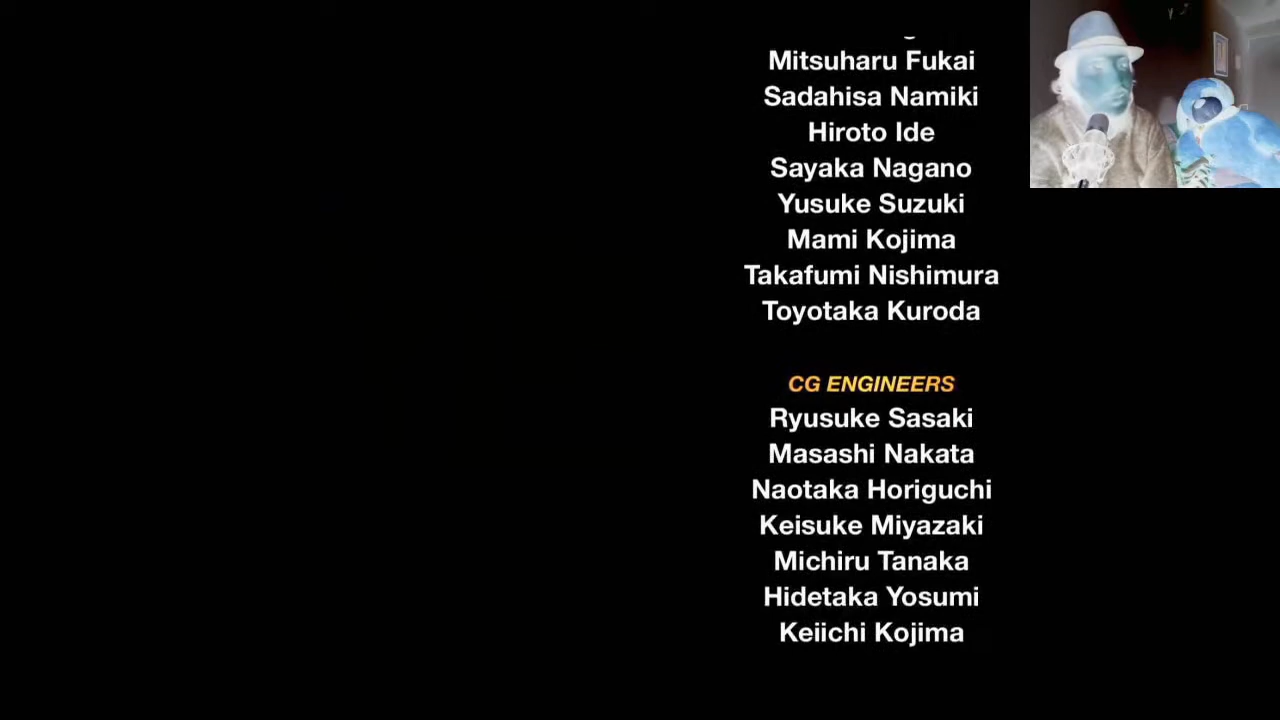 Mitsuharu Fukai
Sadahisa Namiki
Hiroto Ide
Sayaka Nagano
Yusuke Suzuki
Mami Kojima
Takafumi Nishimura
Toyotaka Kuroda
CG ENGINEERS
Ryusuke Sasaki
Masashi Nakata
Naotaka Horiguchi
Keisuke Miyazaki
Michiru Tanaka
Hidetaka Yosumi
Keiichi Kojima